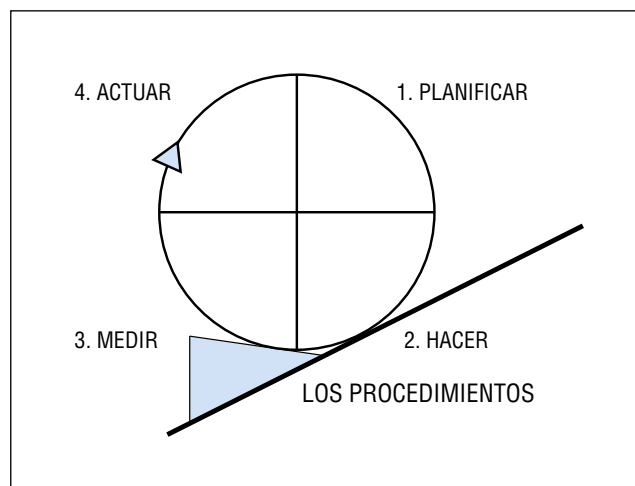 4. ACTUAR
1. PLANIFICAR
3. MEDIR
2. HACER
LOS PROCEDIMIENTOS